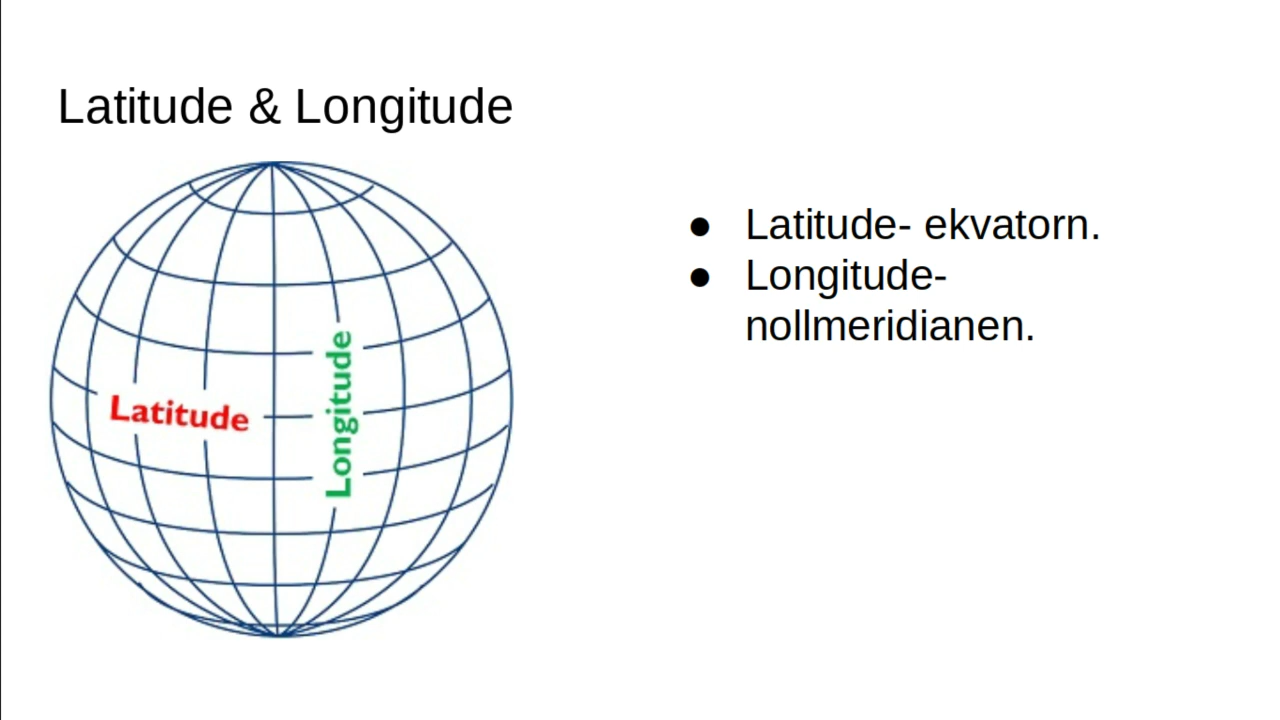 Latitude & Longitude
Latitude
Longitude
● Latitude- ekvatorn.
● Longitude-
nollmeridianen.